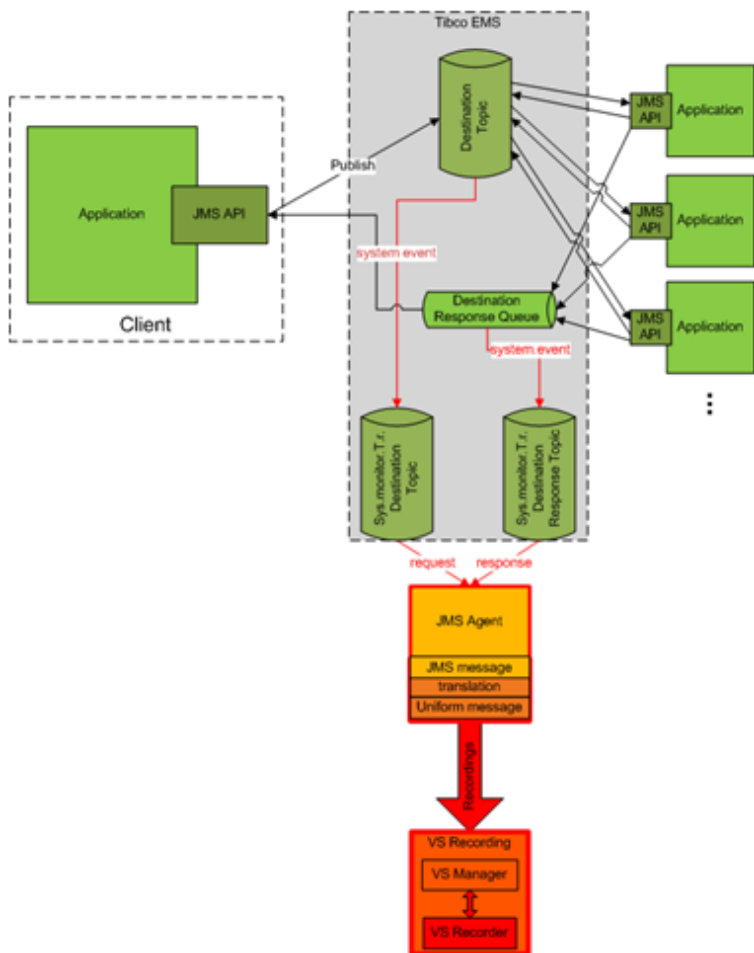 Tibco EMS
Destination
Topic
JMS
API
Application
Publish
Application
JMS API
Client
JMS
API
Application
system event
Destination
Response Queue
JMS
API
Application
system.event
...
Sys.monitor.T.r.
Destination
Topic
Sys.monitor.T.r.
Destination
Response Topic
request
response
JMS Agent
JMS message
translation
Uniform message
Recordings
VS Recording
VS Manager
VS Recorder